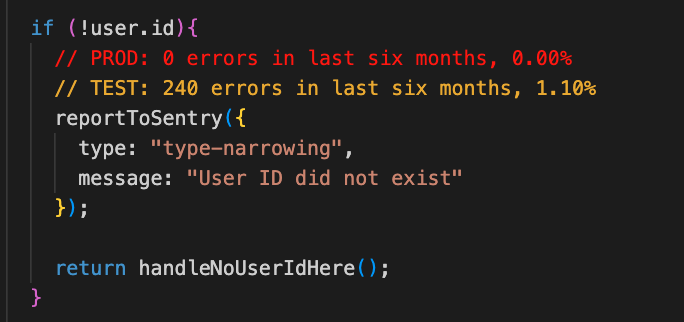 if (!user.id){
// PROD: 0 errors in last six months, 0.00%
// TEST: 240 errors in last six months, 1.10%
reportToSentry({
type: "type-narrowing",
message: "User ID did not exist"
});
return handleNoUserIdHere();
}